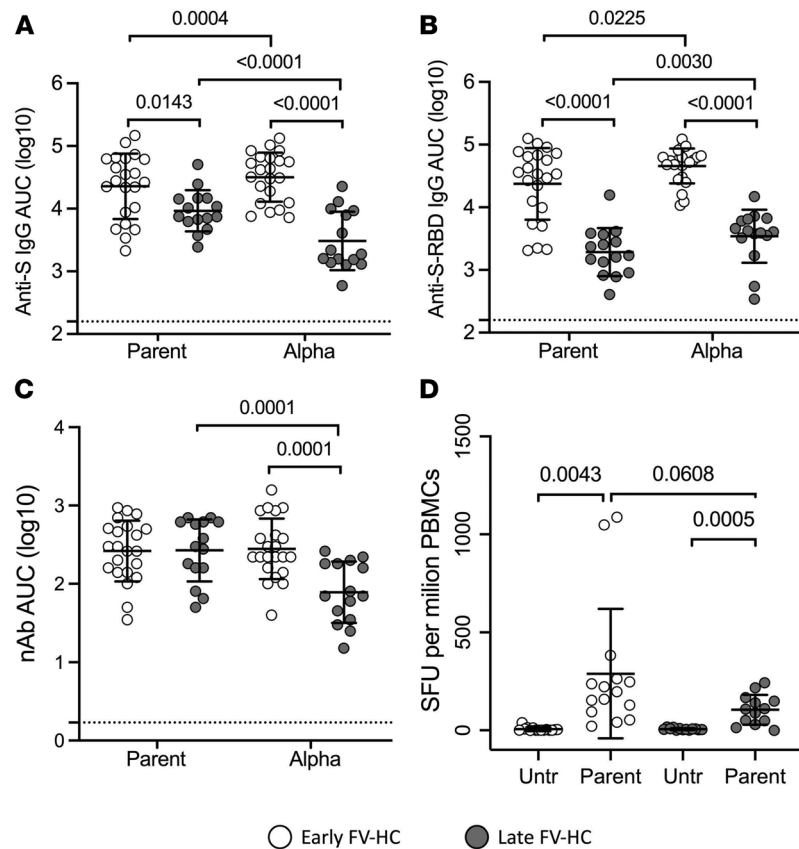 A
0.0004
<0.0001
0.0143
<0.0001
6
5
4
3
2
Anti-S IgG AUC (log10)
Parent
Alpha
B
0.0225
0.0030
<0.0001
<0.0001
6
5
4
3
2
Anti-S-RBD IgG AUC (log10)
Parent
Alpha
C
0.0001
0.0001
4
3
2
1
0
nAb AUC (log10)
Parent
Alpha
D
1500
0.0043
0.0608
0.0005
1000
500
0
SFU per milion PBMCs
Untr
Parent
Untr
Parent
Early FV-HC
Late FV-HC